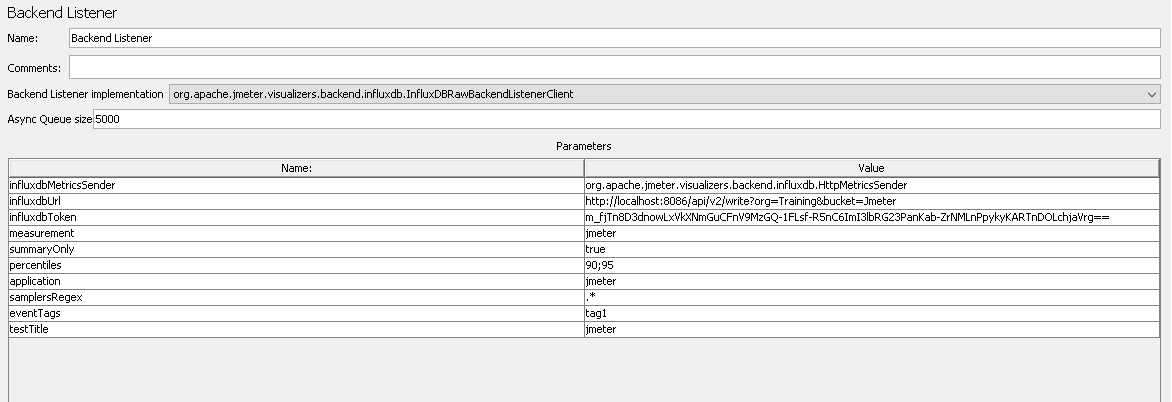 Backend Listener
Name: Backend Listener
Comments:
Backend Listener implementation org.apache.jmeter.visualizers.backend.influxdb.InfluxDBRawBackendListenerClient
Async Queue size 5000
Parameters
Name: Value
influxdbMetricsSender org.apache.jmeter.visualizers.backend.influxdb.HttpMetricsSender
influxdbUrl http://localhost:8086/api/v2/write?org=Training&bucket=Jmeter
influxdbToken m_fjTn8D3dnowLxVkXNmGuCFnV9MzGQ-1FLsf-R5nC6ImI3lbRG23PanKab-ZrNMLnPpykyKARTnDOLchjaVrg==
measurement jmeter
summaryOnly true
percentiles 90;95
application jmeter
samplersRegex .*
eventTags tag1
testTitle jmeter